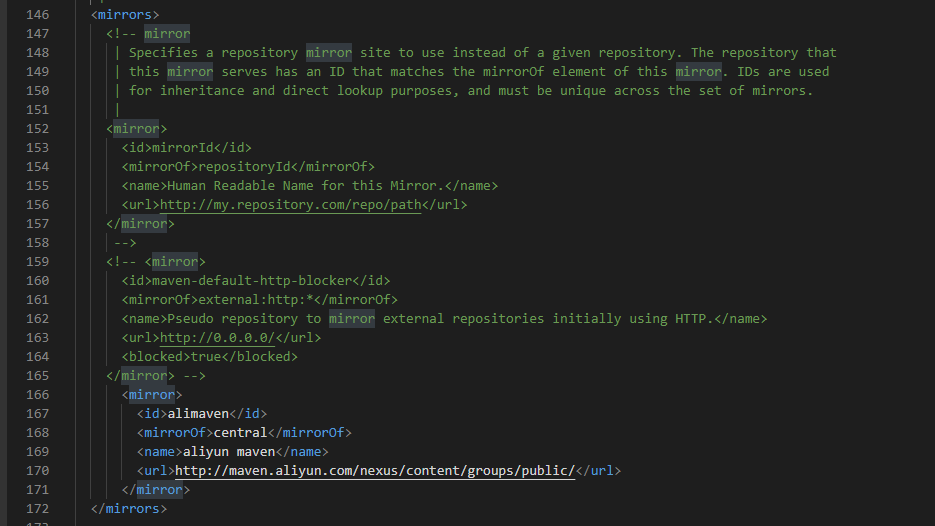 146 <mirrors>
147 <!-- mirror
148 | Specifies a repository mirror site to use instead of a given repository. The repository that
149 | this mirror serves has an ID that matches the mirrorOf element of this mirror. IDs are used
150 | for inheritance and direct lookup purposes, and must be unique across the set of mirrors.
151 |
152 <mirror>
153 <id>mirrorId</id>
154 <mirrorOf>repositoryId</mirrorOf>
155 <name>Human Readable Name for this Mirror.</name>
156 <url>http://my.repository.com/repo/path</url>
157 </mirror>
158 -->
159 <!-- <mirror>
160 <id>maven-default-http-blocker</id>
161 <mirrorOf>external:http:*</mirrorOf>
162 <name>Pseudo repository to mirror external repositories initially using HTTP.</name>
163 <url>http://0.0.0.0/</url>
164 <blocked>true</blocked>
165 </mirror> -->
166 <mirror>
167 <id>alimaven</id>
168 <mirrorOf>central</mirrorOf>
169 <name>aliyun maven</name>
170 <url>http://maven.aliyun.com/nexus/content/groups/public/</url>
171 </mirror>
172 </mirrors>